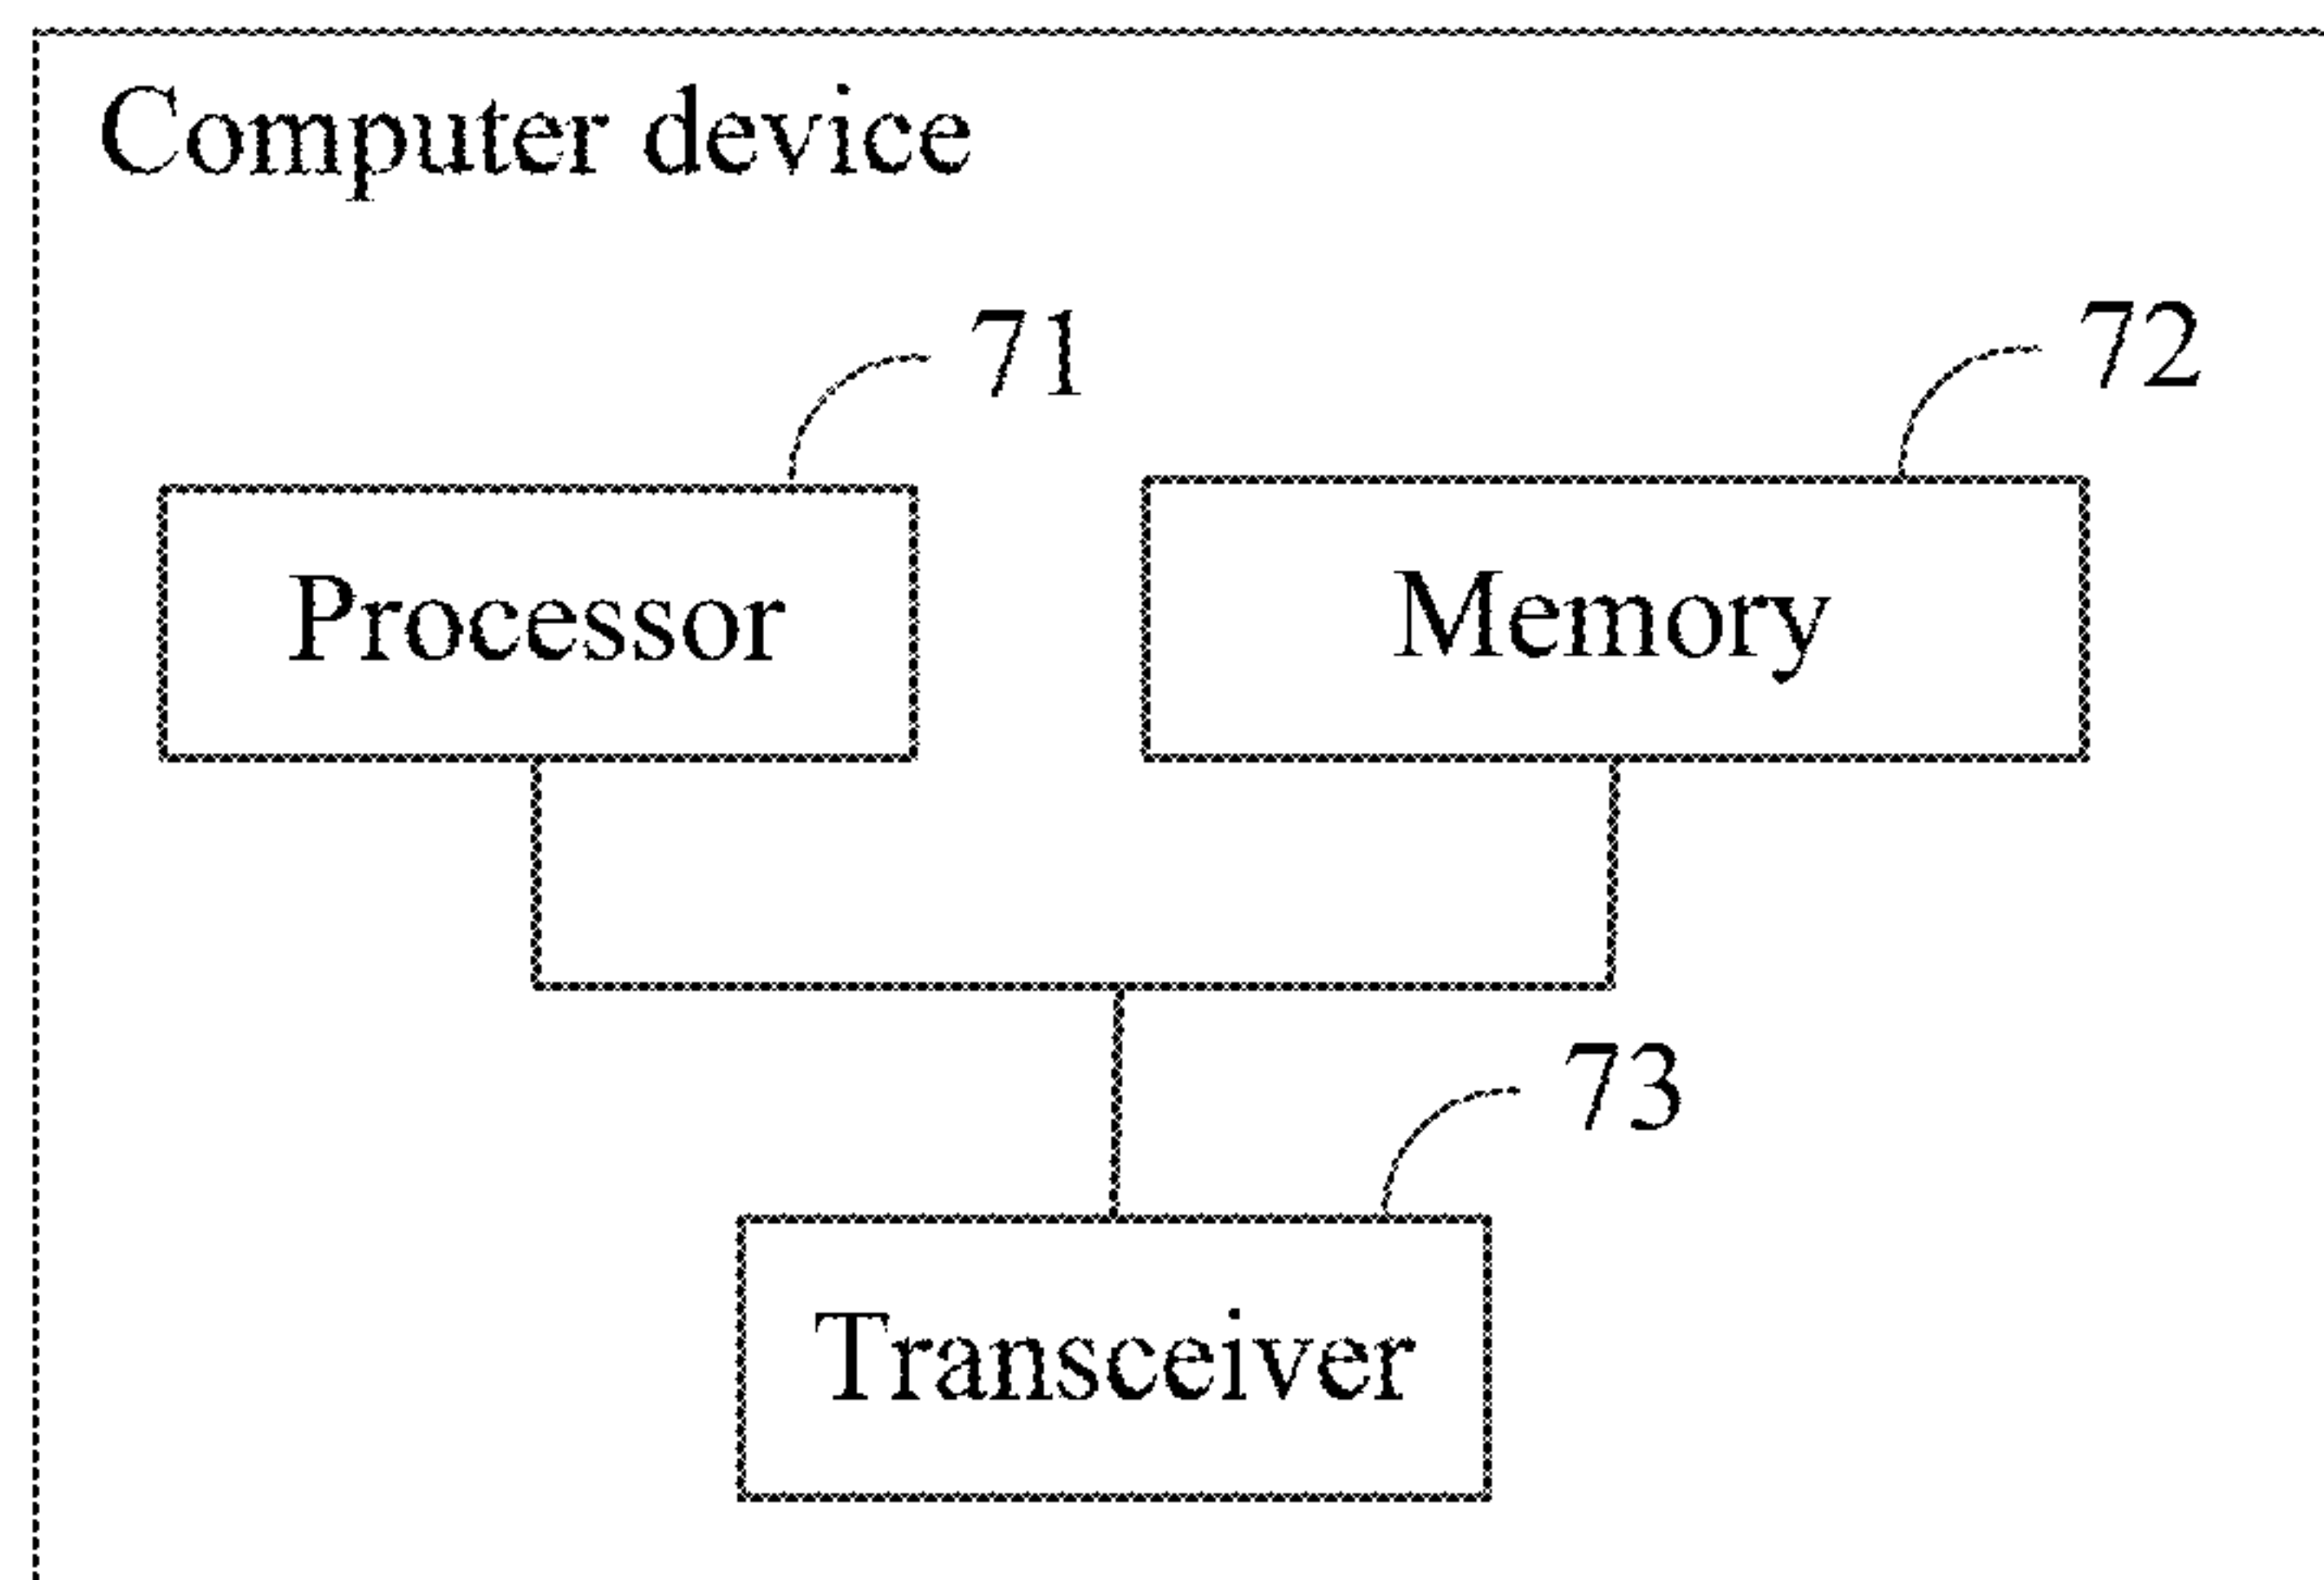 Computer device
71
72
Processor
Memory
73
Transceiver